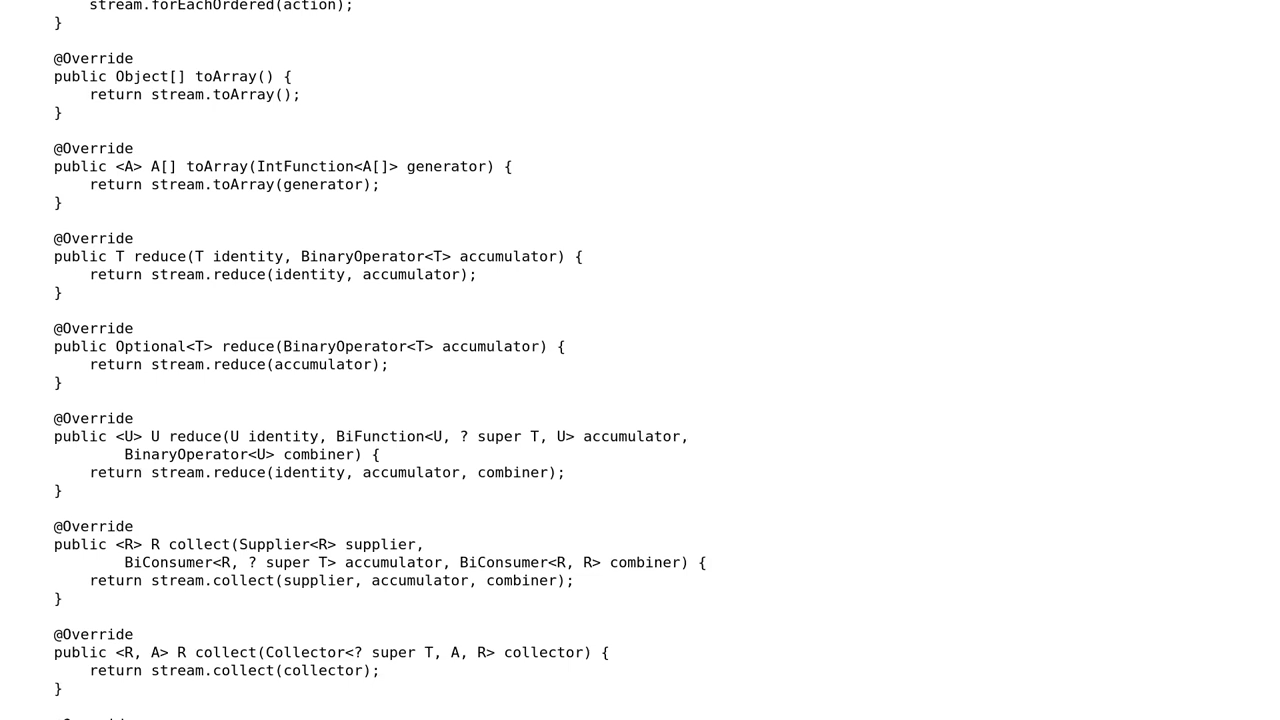 stream.forEachOrdered(action);
}
@Override
public Object[] toArray() {
return stream.toArray();
}
@Override
public <A> A[] toArray(IntFunction<A[]> generator) {
return stream.toArray(generator);
}
@Override
public T reduce(T identity, BinaryOperator<T> accumulator) {
return stream.reduce(identity, accumulator);
}
@Override
public Optional<T> reduce(BinaryOperator<T> accumulator) {
return stream.reduce(accumulator);
}
@Override
public <U> U reduce(U identity, BiFunction<U, ? super T, U> accumulator,
BinaryOperator<U> combiner) {
return stream.reduce(identity, accumulator, combiner);
}
@Override
public <R> R collect(Supplier<R> supplier,
BiConsumer<R, ? super T> accumulator, BiConsumer<R, R> combiner) {
return stream.collect(supplier, accumulator, combiner);
}
@Override
public <R, A> R collect(Collector<? super T, A, R> collector) {
return stream.collect(collector);
}